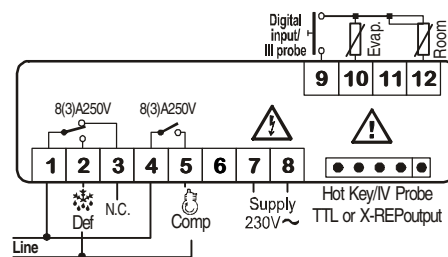 Digital
input/
III probe
Evap.
Room
9 10 11 12
8(3)A250V 8(3)A250V
1 2 3 4 5 6 7 8
Def
N.C.
Comp
Supply
230V~
Hot Key/IV Probe
TTL or X-REPoutput
Line